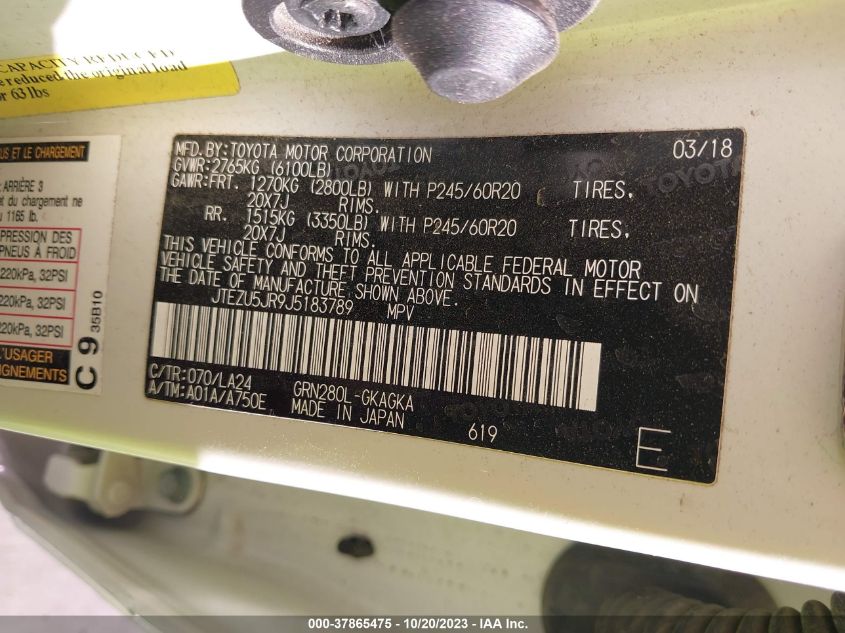 CAPACITY REDUCED
reduced the original load
or 63 lbs
US ET LE CHARGEMENT
ARRIÈRE 3
et du chargement ne
u 1165 lb.
PRESSION DES
PNEUS À FROID
220kPa, 32PSI
220kPa, 32PSI
220kPa, 32PSI
L'USAGER
IGNEMENTS
C 9 35B10
MFD. BY: TOYOTA MOTOR CORPORATION 03/18
GVWR: 2765KG (6100LB)
GAWR: FRT. 1270KG (2800LB) WITH P245/60R20 TIRES.
20X7J RIMS.
RR. 1515KG (3350LB) WITH P245/60R20 TIRES,
20X7J RIMS.
THIS VEHICLE CONFORMS TO ALL APPLICABLE FEDERAL MOTOR
VEHICLE SAFETY AND THEFT PREVENTION STANDARDS IN EFFECT ON
THE DATE OF MANUFACTURE SHOWN ABOVE.
JTEZU5JR9J5183789 MPV
C/TR: 070/LA24
A/TM: A01A/A750E
GRN280L-GKAGKA
MADE IN JAPAN
619
E
000-37865475 - 10/20/2023 - IAA Inc.